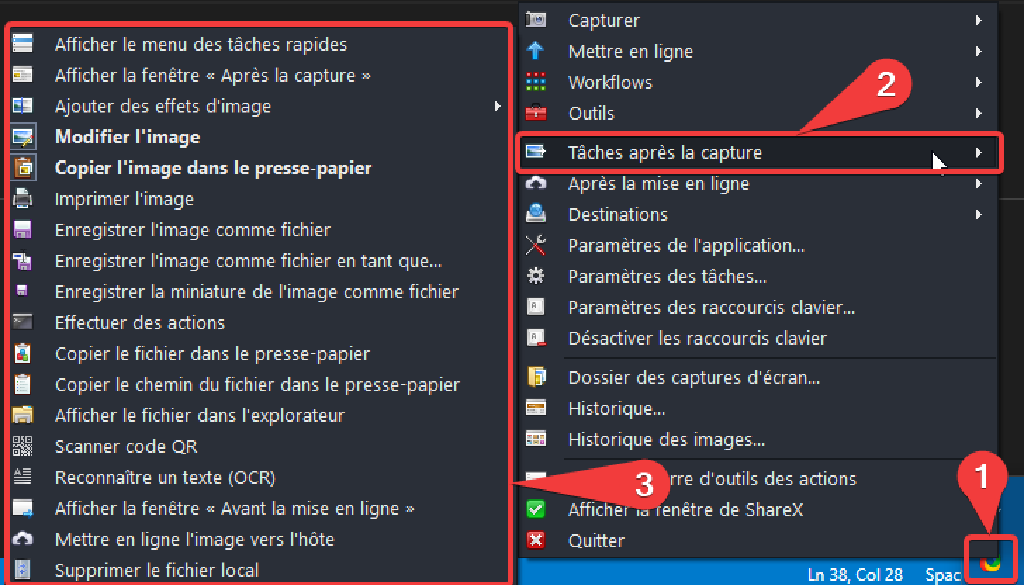 Afficher le menu des tâches rapides
Afficher la fenêtre « Après la capture »
Ajouter des effets d'image
Modifier l'image
Copier l'image dans le presse-papier
Imprimer l'image
Enregistrer l'image comme fichier
Enregistrer l'image comme fichier en tant que...
Enregistrer la miniature de l'image comme fichier
Effectuer des actions
Copier le fichier dans le presse-papier
Copier le chemin du fichier dans le presse-papier
Afficher le fichier dans l'explorateur
Scanner code QR
Reconnaître un texte (OCR)
Afficher la fenêtre « Avant la mise en ligne »
Mettre en ligne l'image vers l'hôte
Supprimer le fichier local
3
Capturer
Mettre en ligne
Workflows
Outils
2
Tâches après la capture
Après la mise en ligne
Destinations
Paramètres de l'application...
Paramètres des tâches...
Paramètres des raccourcis clavier...
Désactiver les raccourcis clavier
Dossier des captures d'écran...
Historique...
Historique des images...
d'outils des actions
Afficher la fenêtre de ShareX
Quitter
1
Ln 38, Col 28 Spac